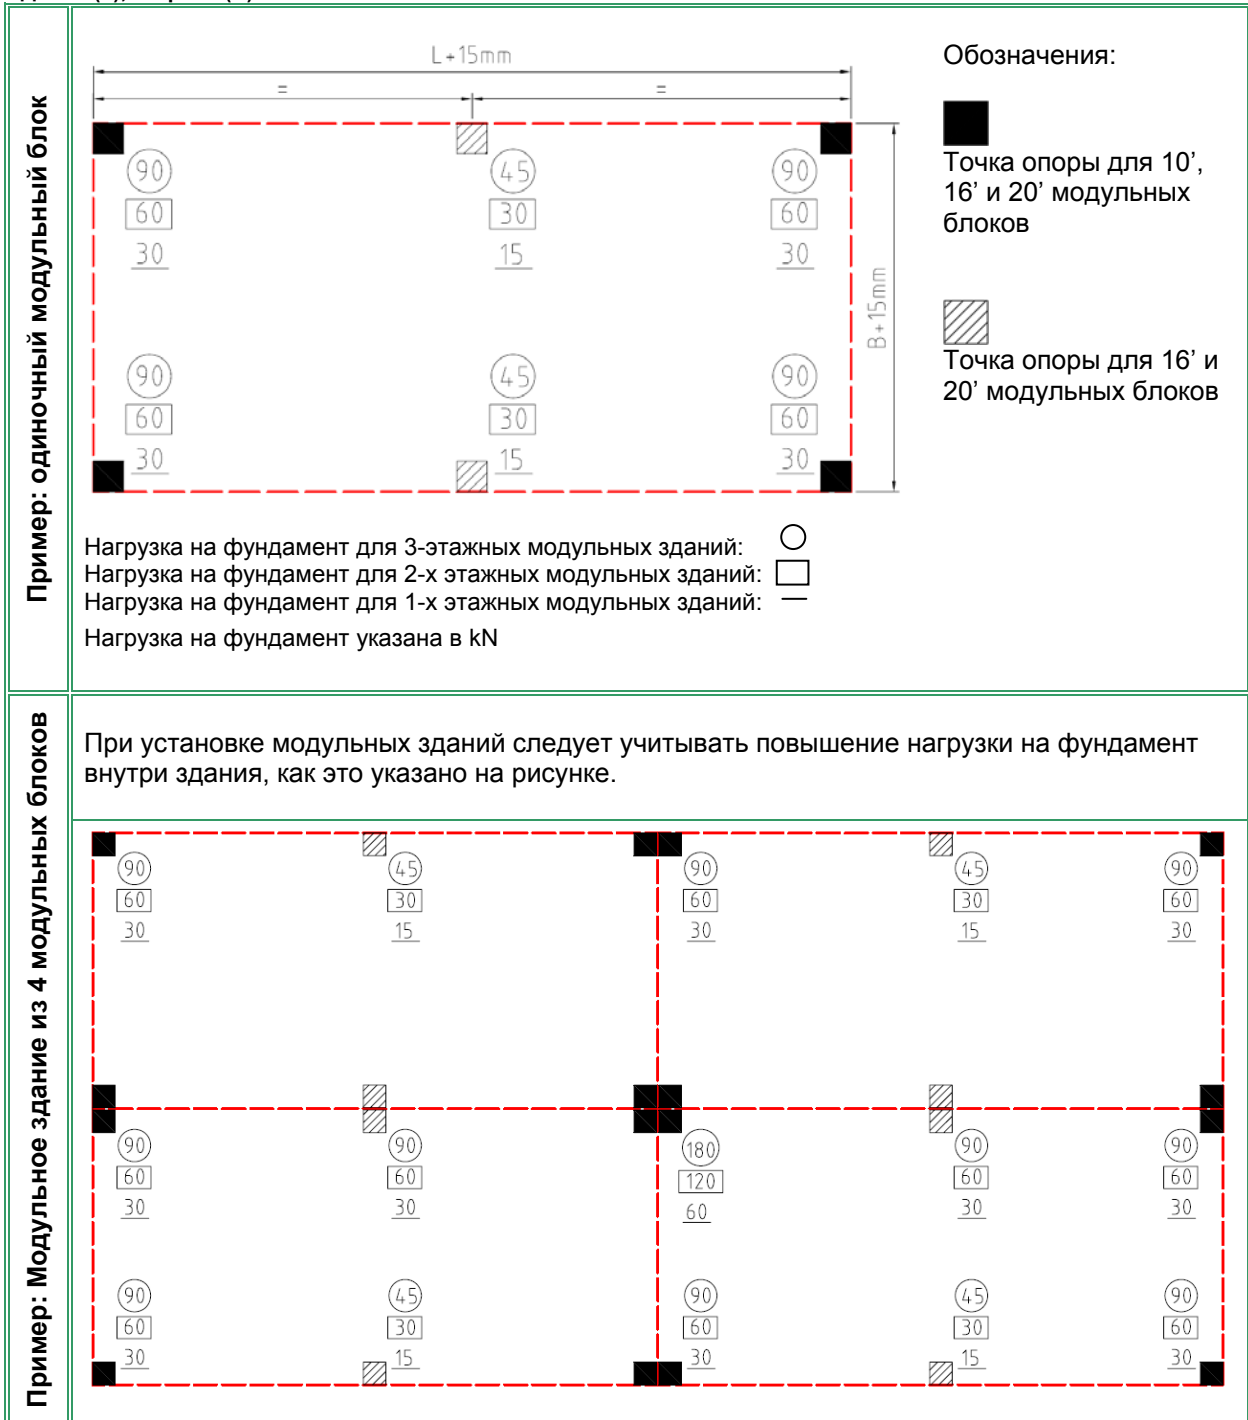 Пример: одиночный модульный блок
L+15mm
= =
90 45 90
60 30 60
30 15 30
B+15mm
90 45 90
60 30 60
30 15 30
Обозначения:
Точка опоры для 10’,
16’ и 20’ модульных
блоков
Точка опоры для 16’ и
20’ модульных блоков
Нагрузка на фундамент для 3-этажных модульных зданий:
Нагрузка на фундамент для 2-х этажных модульных зданий:
Нагрузка на фундамент для 1-х этажных модульных зданий:
Нагрузка на фундамент указана в kN
Пример: Модульное здание из 4 модульных блоков
При установке модульных зданий следует учитывать повышение нагрузки на фундамент
внутри здания, как это указано на рисунке.
90 45 90 45 90
60 30 60 30 60
30 15 30 15 30
90 90 180 90 90
60 60 120 60 60
30 30 60 30 30
90 45 90 45 90
60 30 60 30 60
30 15 30 15 30